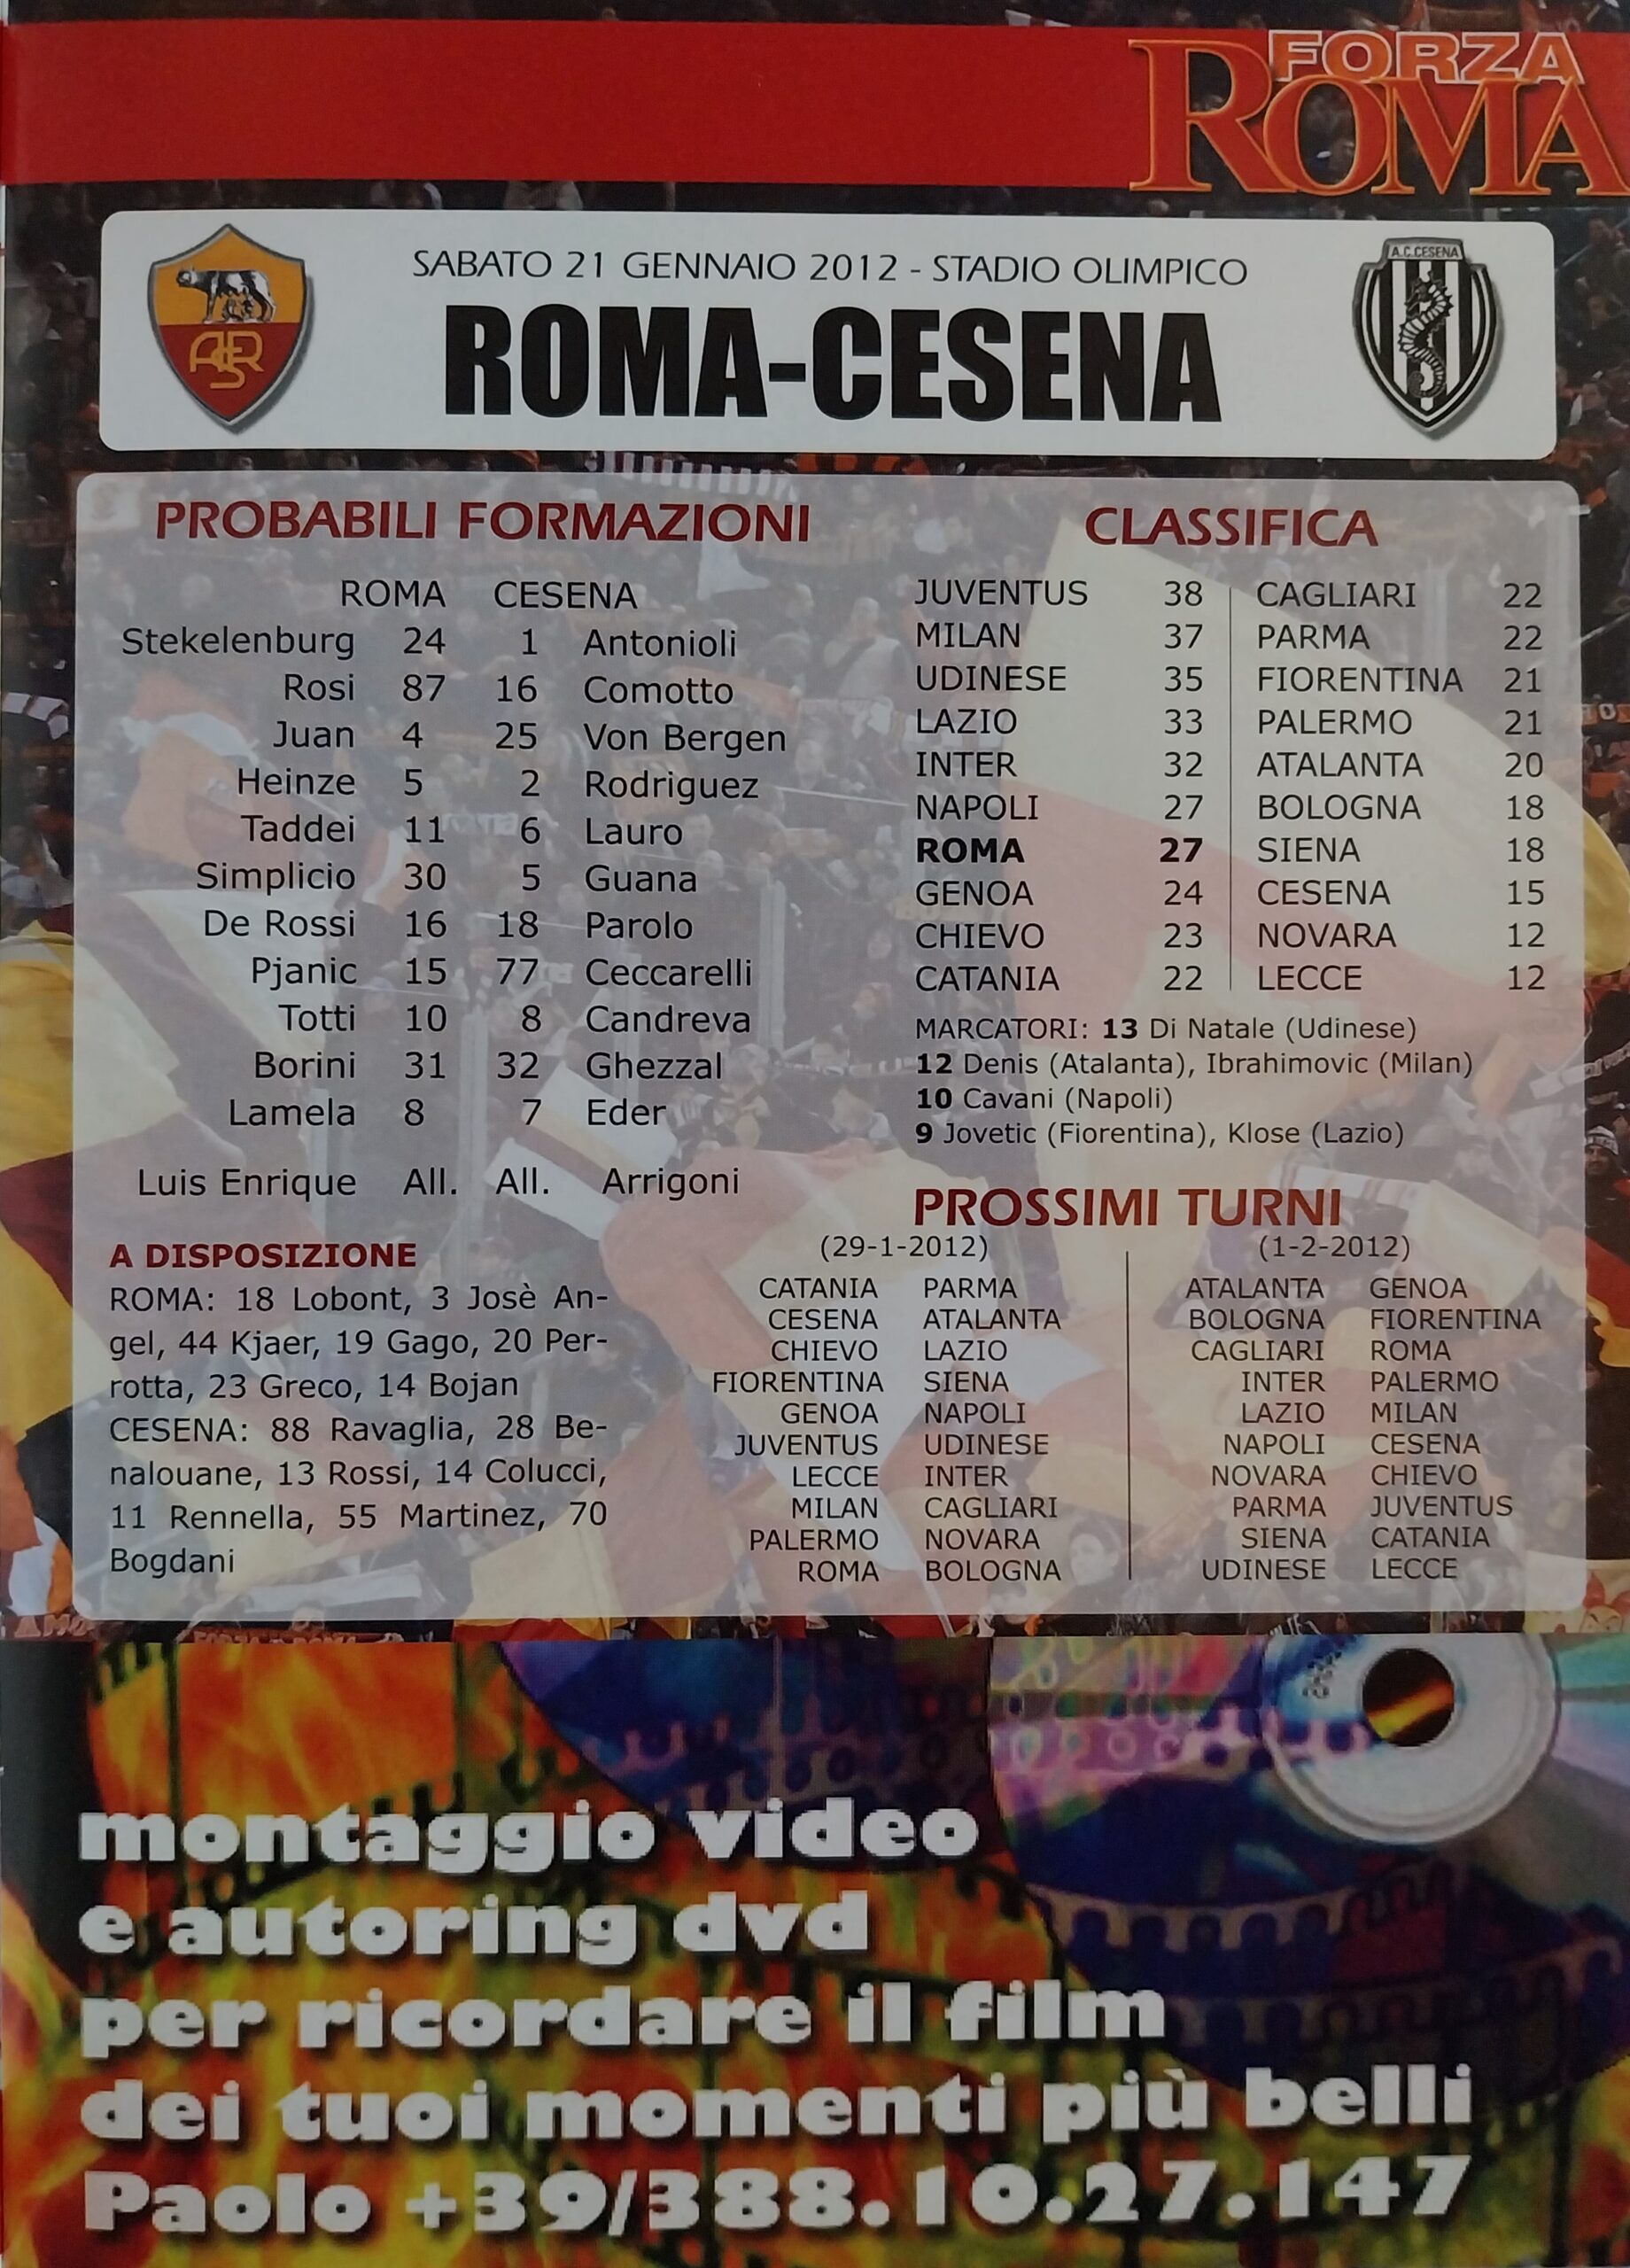 FORZA
ROMA
SABATO 21 GENNAIO 2012 - STADIO OLIMPICO
ROMA-CESENA
ASR
A.C.CESENA
PROBABILI FORMAZIONI
ROMA CESENA
Stekelenburg 24 1 Antonioli
Rosi 87 16 Comotto
Juan 4 25 Von Bergen
Heinze 5 2 Rodriguez
Taddei 11 6 Lauro
Simplicio 30 5 Guana
De Rossi 16 18 Parolo
Pjanic 15 77 Ceccarelli
Totti 10 8 Candreva
Borini 31 32 Ghezzal
Lamela 8 7 Eder
Luis Enrique All. All. Arrigoni
A DISPOSIZIONE
ROMA: 18 Lobont, 3 Josè An-
gel, 44 Kjaer, 19 Gago, 20 Per-
rotta, 23 Greco, 14 Bojan
CESENA: 88 Ravaglia, 28 Be-
nalouane, 13 Rossi, 14 Colucci,
11 Rennella, 55 Martinez, 70
Bogdani
CLASSIFICA
JUVENTUS 38 CAGLIARI 22
MILAN 37 PARMA 22
UDINESE 35 FIORENTINA 21
LAZIO 33 PALERMO 21
INTER 32 ATALANTA 20
NAPOLI 27 BOLOGNA 18
ROMA 27 SIENA 18
GENOA 24 CESENA 15
CHIEVO 23 NOVARA 12
CATANIA 22 LECCE 12
MARCATORI: 13 Di Natale (Udinese)
12 Denis (Atalanta), Ibrahimovic (Milan)
10 Cavani (Napoli)
9 Jovetic (Fiorentina), Klose (Lazio)
PROSSIMI TURNI
(29-1-2012) (1-2-2012)
CATANIA PARMA ATALANTA GENOA
CESENA ATALANTA BOLOGNA FIORENTINA
CHIEVO LAZIO CAGLIARI ROMA
FIORENTINA SIENA INTER PALERMO
GENOA NAPOLI LAZIO MILAN
JUVENTUS UDINESE NAPOLI CESENA
LECCE INTER NOVARA CHIEVO
MILAN CAGLIARI PARMA JUVENTUS
PALERMO NOVARA SIENA CATANIA
ROMA BOLOGNA UDINESE LECCE
montaggio video
e autoring dvd
per ricordare il film
dei tuoi momenti più belli
Paolo +39/388.10.27.147